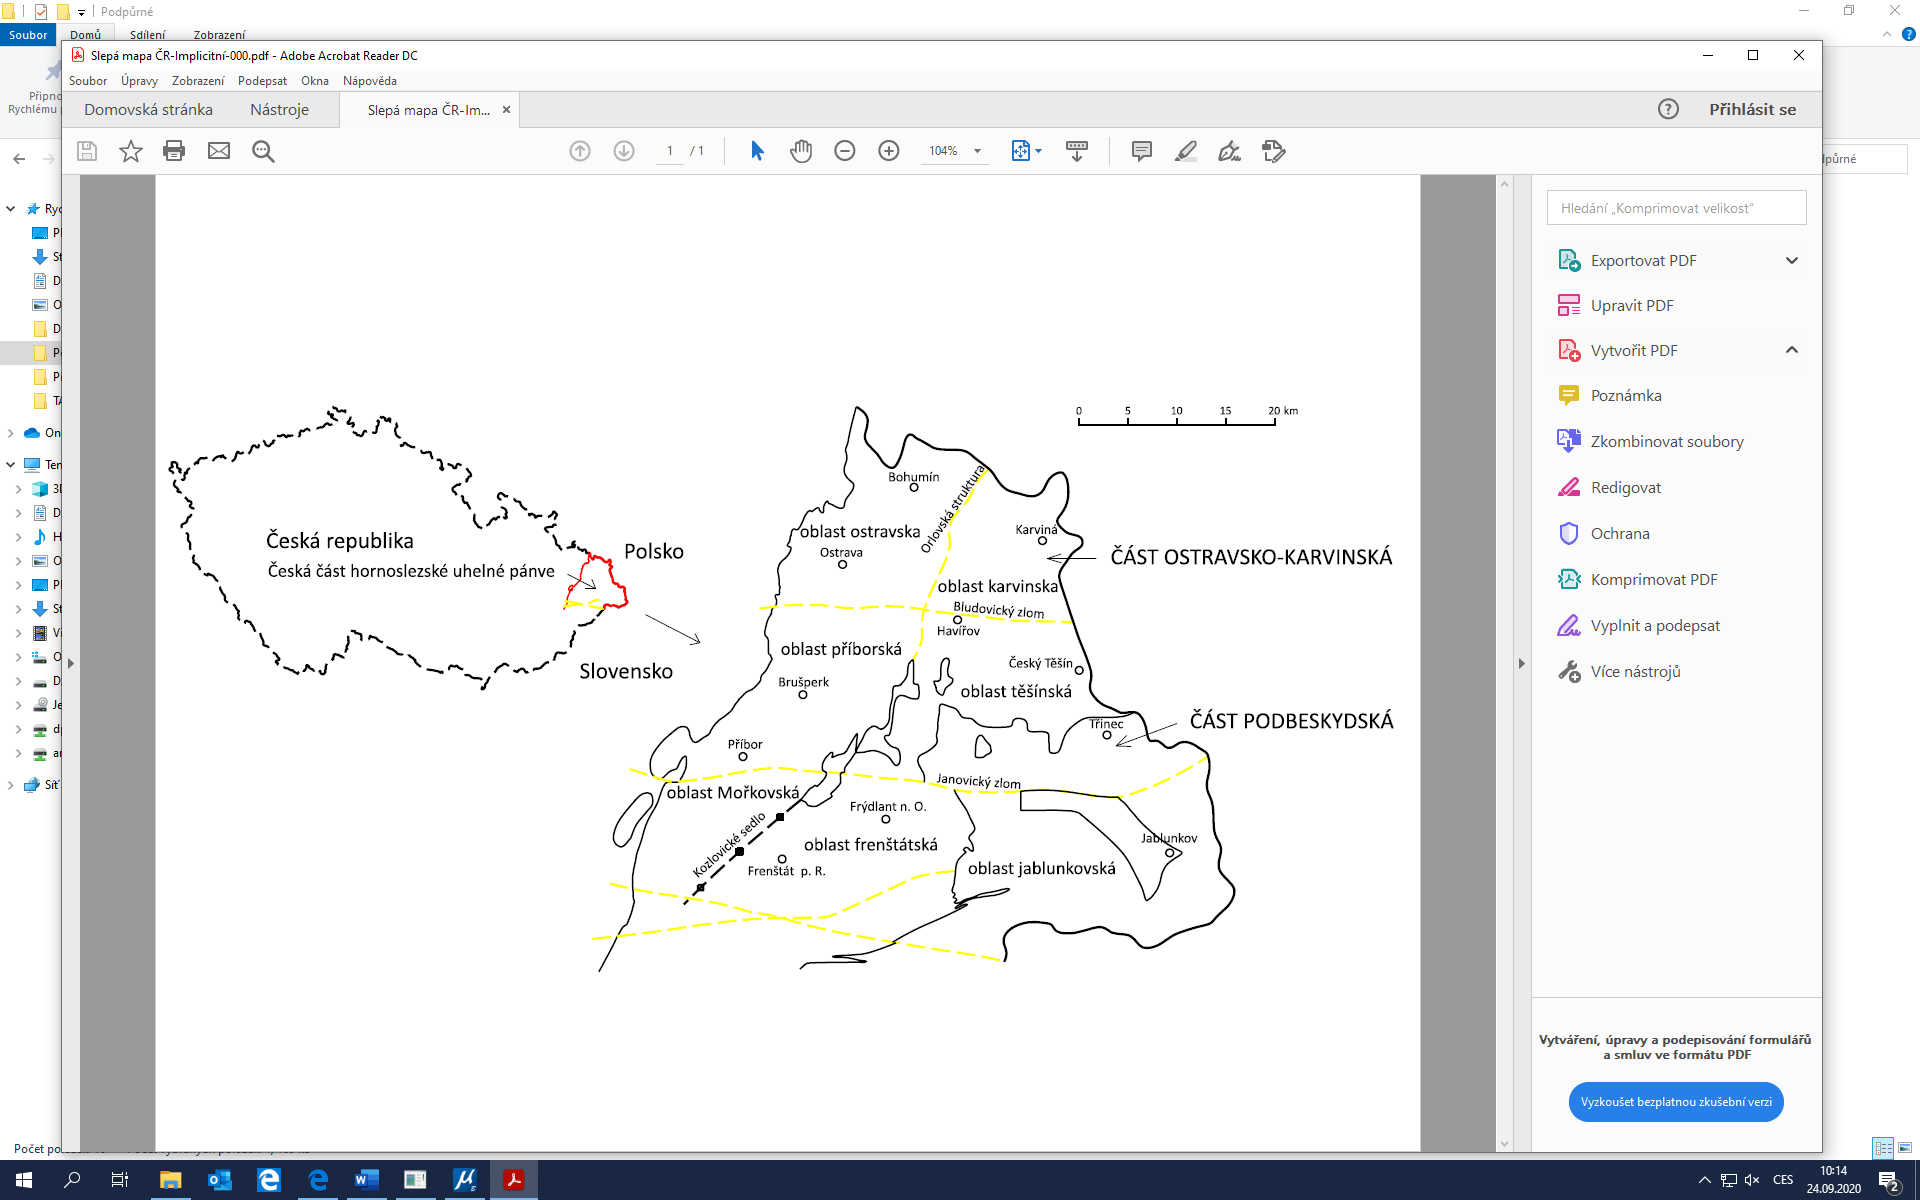 Podpůrné
Soubor Domů Sdílení Zobrazení
Slepá mapa ČR-Implicitní-000.pdf - Adobe Acrobat Reader DC
Soubor Úpravy Zobrazení Podepsat Okna Nápověda
Domovská stránka Nástroje Slepá mapa ČR-Im... Přihlásit se
1 / 1 104%
Hledání „Komprimovat velikost“
Exportovat PDF
Upravit PDF
Vytvořit PDF
Poznámka
Zkombinovat soubory
Redigovat
Ochrana
Komprimovat PDF
Vyplnit a podepsat
Více nástrojů
Vytváření, úpravy a podepisování formulářů
a smluv ve formátu PDF
Vyzkoušet bezplatnou zkušební verzi
0 5 10 15 20 km
Česká republika
Česká část hornoslezské uhelné pánve
Polsko
Slovensko
Bohumín
Orlovská struktura
oblast ostravska
Ostrava
Karviná
ČÁST OSTRAVSKO-KARVINSKÁ
oblast karvinska
Bludovický zlom
Havířov
oblast příborská
Český Těšín
Brušperk
oblast těšínská
ČÁST PODBESKYDSKÁ
Třinec
Příbor
Janovický zlom
oblast Mořkovská
Frýdlant n. O.
Kozlovické sedlo
oblast frenštátská
Jablunkov
Frenštát p. R.
oblast jablunkovská
CES
10:14
24.09.2020
2